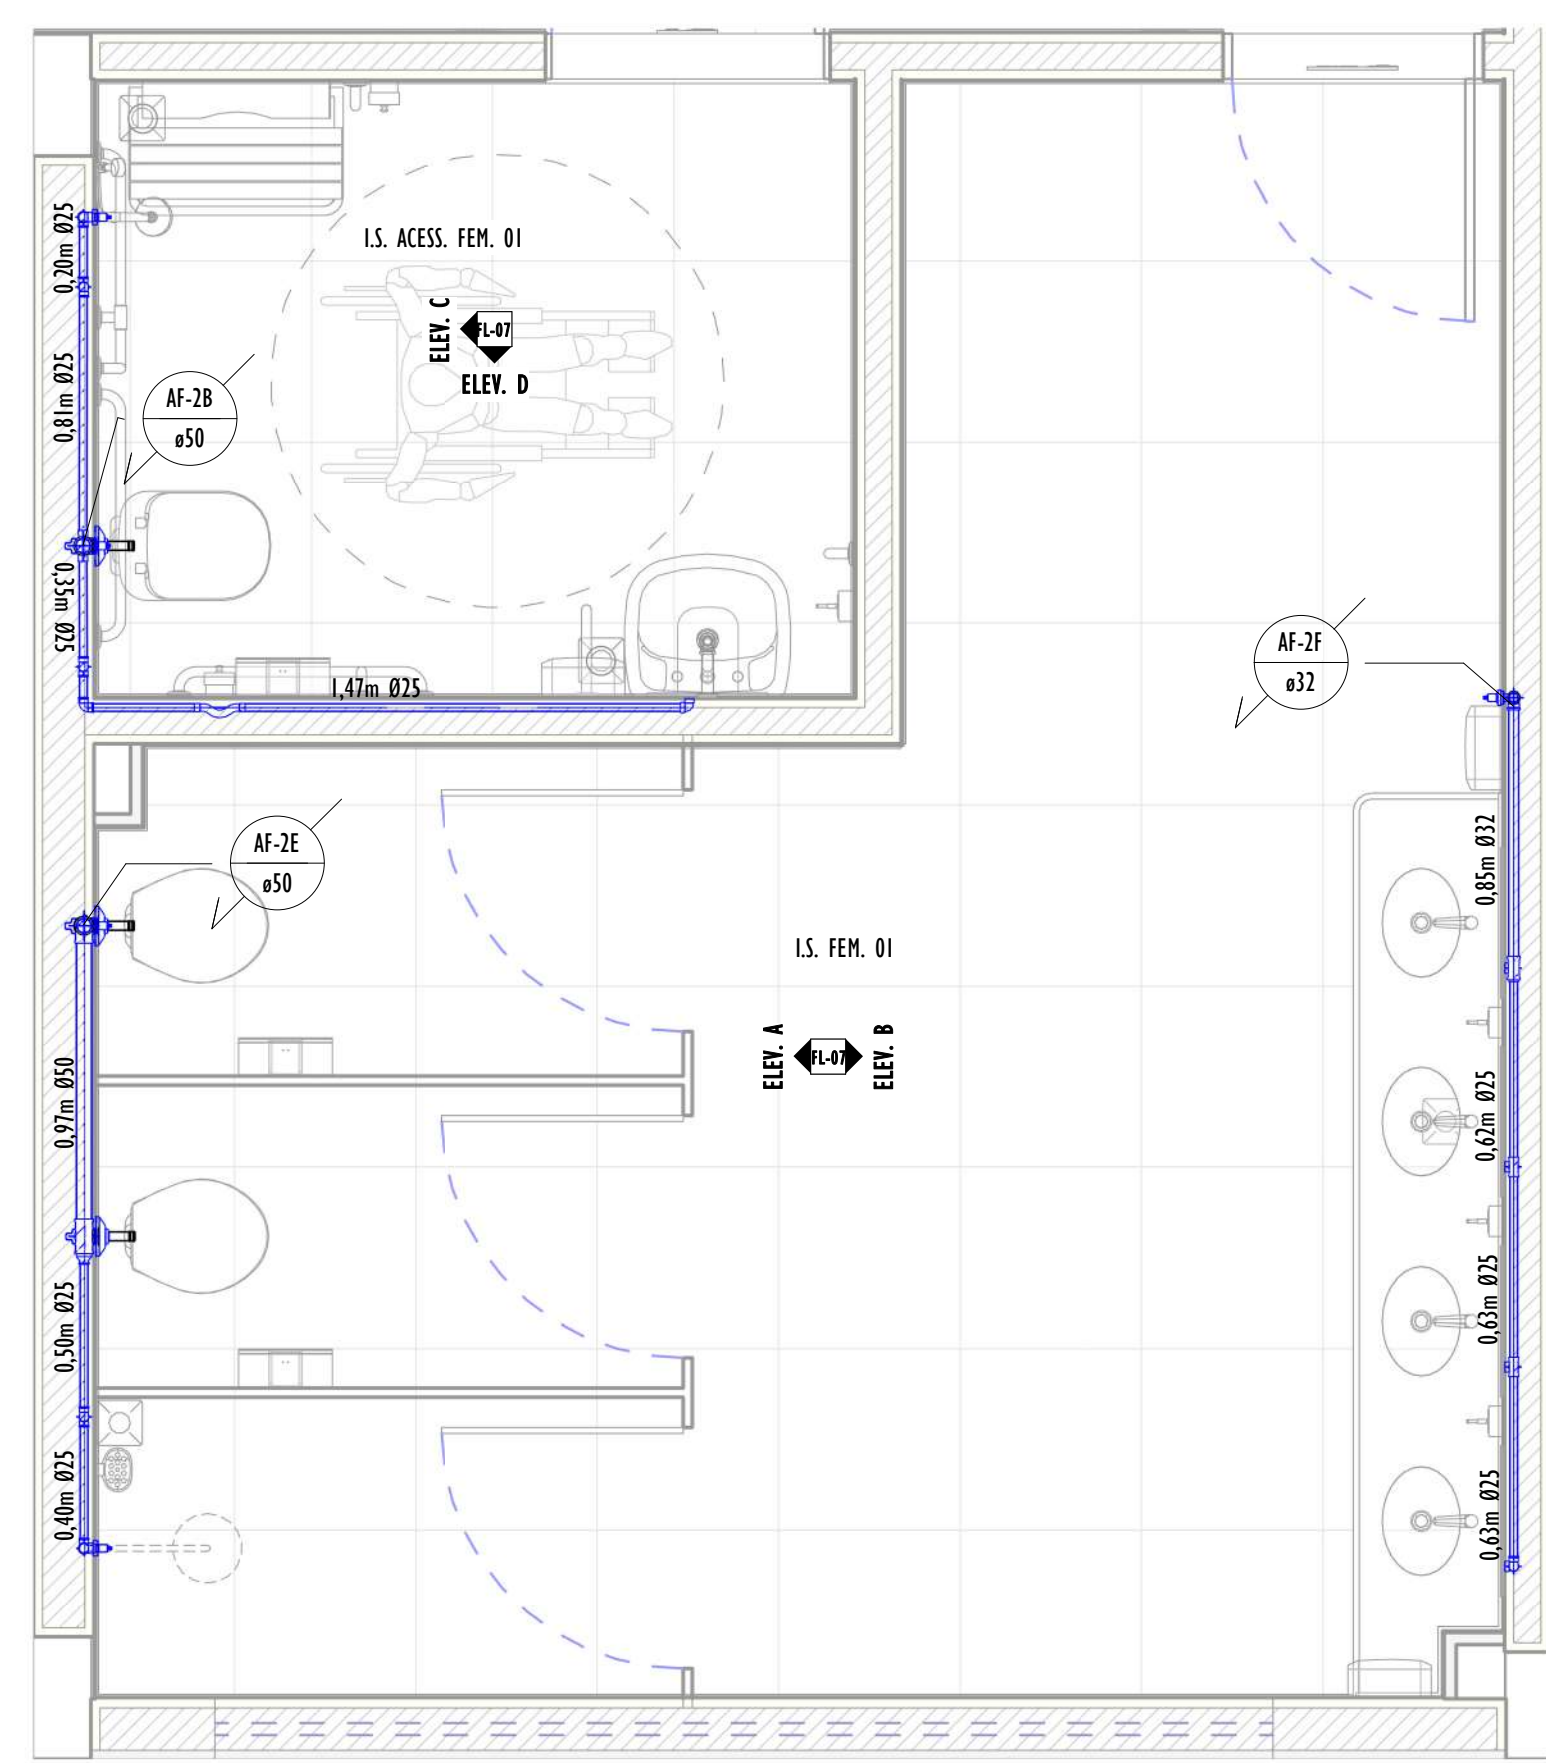 0,20m Ø25
I.S. ACESS. FEM. 01
ELEV. C
FL-07
ELEV. D
0,81m Ø25
AF-2B
ø50
0,35m Ø25
1,47m Ø25
AF-2F
ø32
AF-2E
ø50
0,85m Ø32
I.S. FEM. 01
ELEV. A
FL-07
ELEV. B
0,97m Ø50
0,62m Ø25
0,50m Ø25
0,63m Ø25
0,40m Ø25
0,63m Ø25